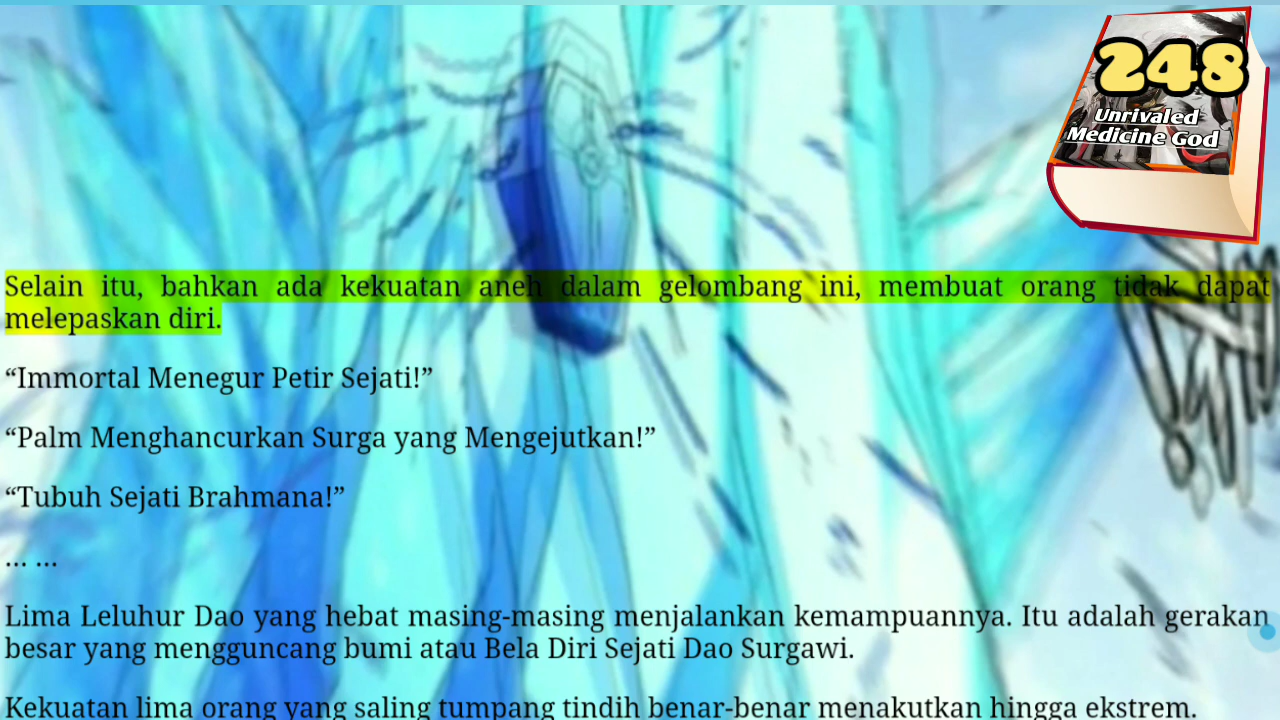 248
Unrivaled
Medicine God
Selain itu, bahkan ada kekuatan aneh dalam gelombang ini, membuat orang tidak dapat
melepaskan diri.
“Immortal Menegur Petir Sejati!”
“Palm Menghancurkan Surga yang Mengejutkan!”
“Tubuh Sejati Brahmana!”
... ...
Lima Leluhur Dao yang hebat masing-masing menjalankan kemampuannya. Itu adalah gerakan
besar yang mengguncang bumi atau Bela Diri Sejati Dao Surgawi.
Kekuatan lima orang yang saling tumpang tindih benar-benar menakutkan hingga ekstrem.